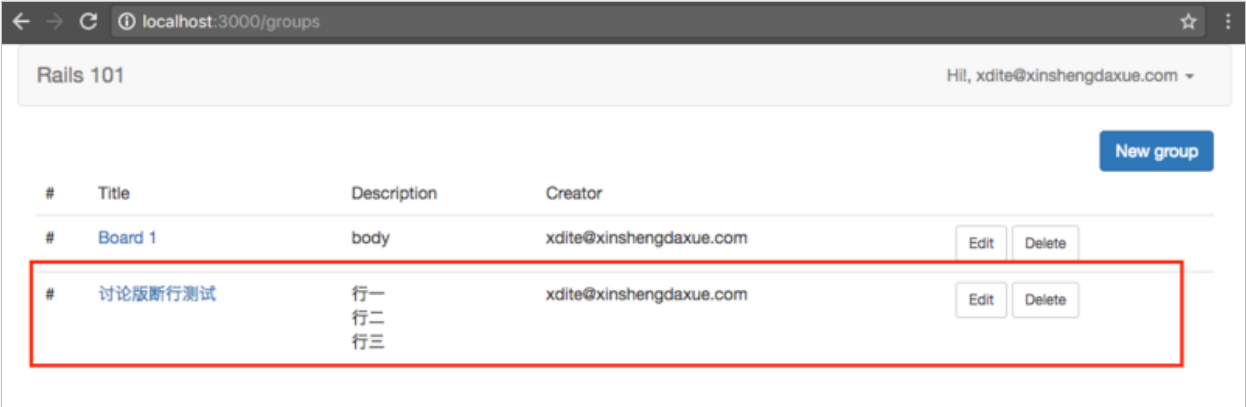 localhost:3000/groups
Rails 101 Hi!, xdite@xinshengdaxue.com
New group
# Title Description Creator
# Board 1 body xdite@xinshengdaxue.com Edit Delete
# 讨论版断行测试 行一 xdite@xinshengdaxue.com Edit Delete
行二
行三